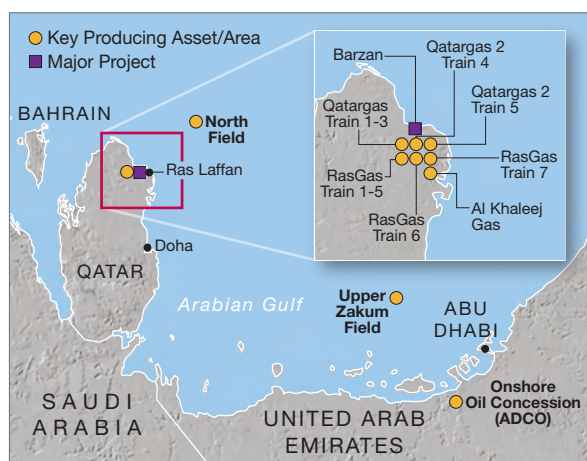 Key Producing Asset/Area
Major Project
BAHRAIN
North
Field
Ras Laffan
Doha
QATAR
Arabian Gulf
Upper
Zakum
Field
ABU
DHABI
Onshore
Oil Concession
(ADCO)
SAUDI
ARABIA
UNITED ARAB
EMIRATES
Barzan
Qatargas 2
Train 4
Qatargas 2
Train 5
Qatargas
Train 1-3
RasGas
Train 7
RasGas
Train 1-5
RasGas
Train 6
Al Khaleej
Gas